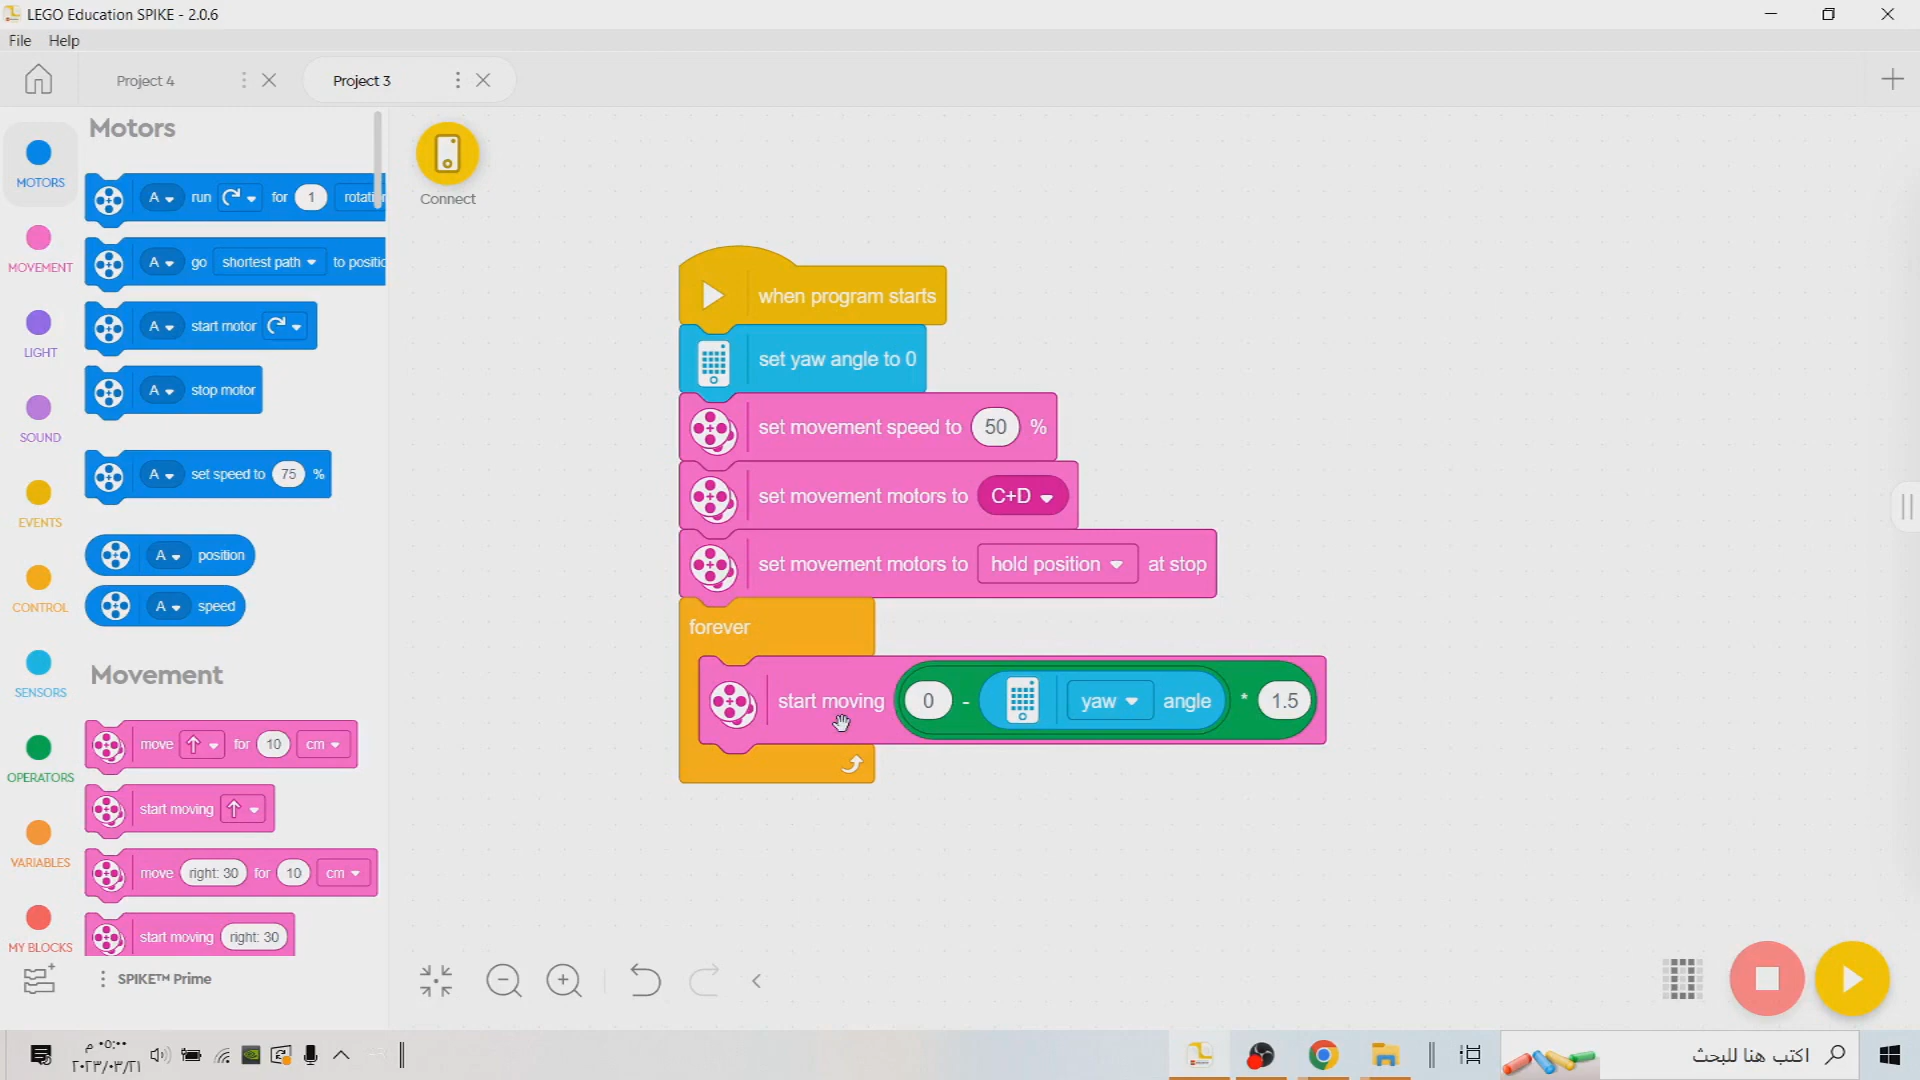 LEGO Education SPIKE - 2.0.6
File Help
Project 4
Project 3
MOTORS
MOVEMENT
LIGHT
SOUND
EVENTS
CONTROL
SENSORS
OPERATORS
VARIABLES
MY BLOCKS
Motors
A run for 1
A go shortest path
A start motor
A stop motor
A set speed to 75 %
A position
A speed
Movement
move for 10 cm
start moving
move right: 30 for 10 cm
start moving right: 30
SPIKE™ Prime
Connect
when program starts
set yaw angle to 0
set movement speed to 50 %
set movement motors to C+D
set movement motors to hold position at stop
forever
start moving 0 - yaw angle * 1.5
٠٥:٠٠ م
٢٠٢٣/٠٣/٢١
اكتب هنا للبحث